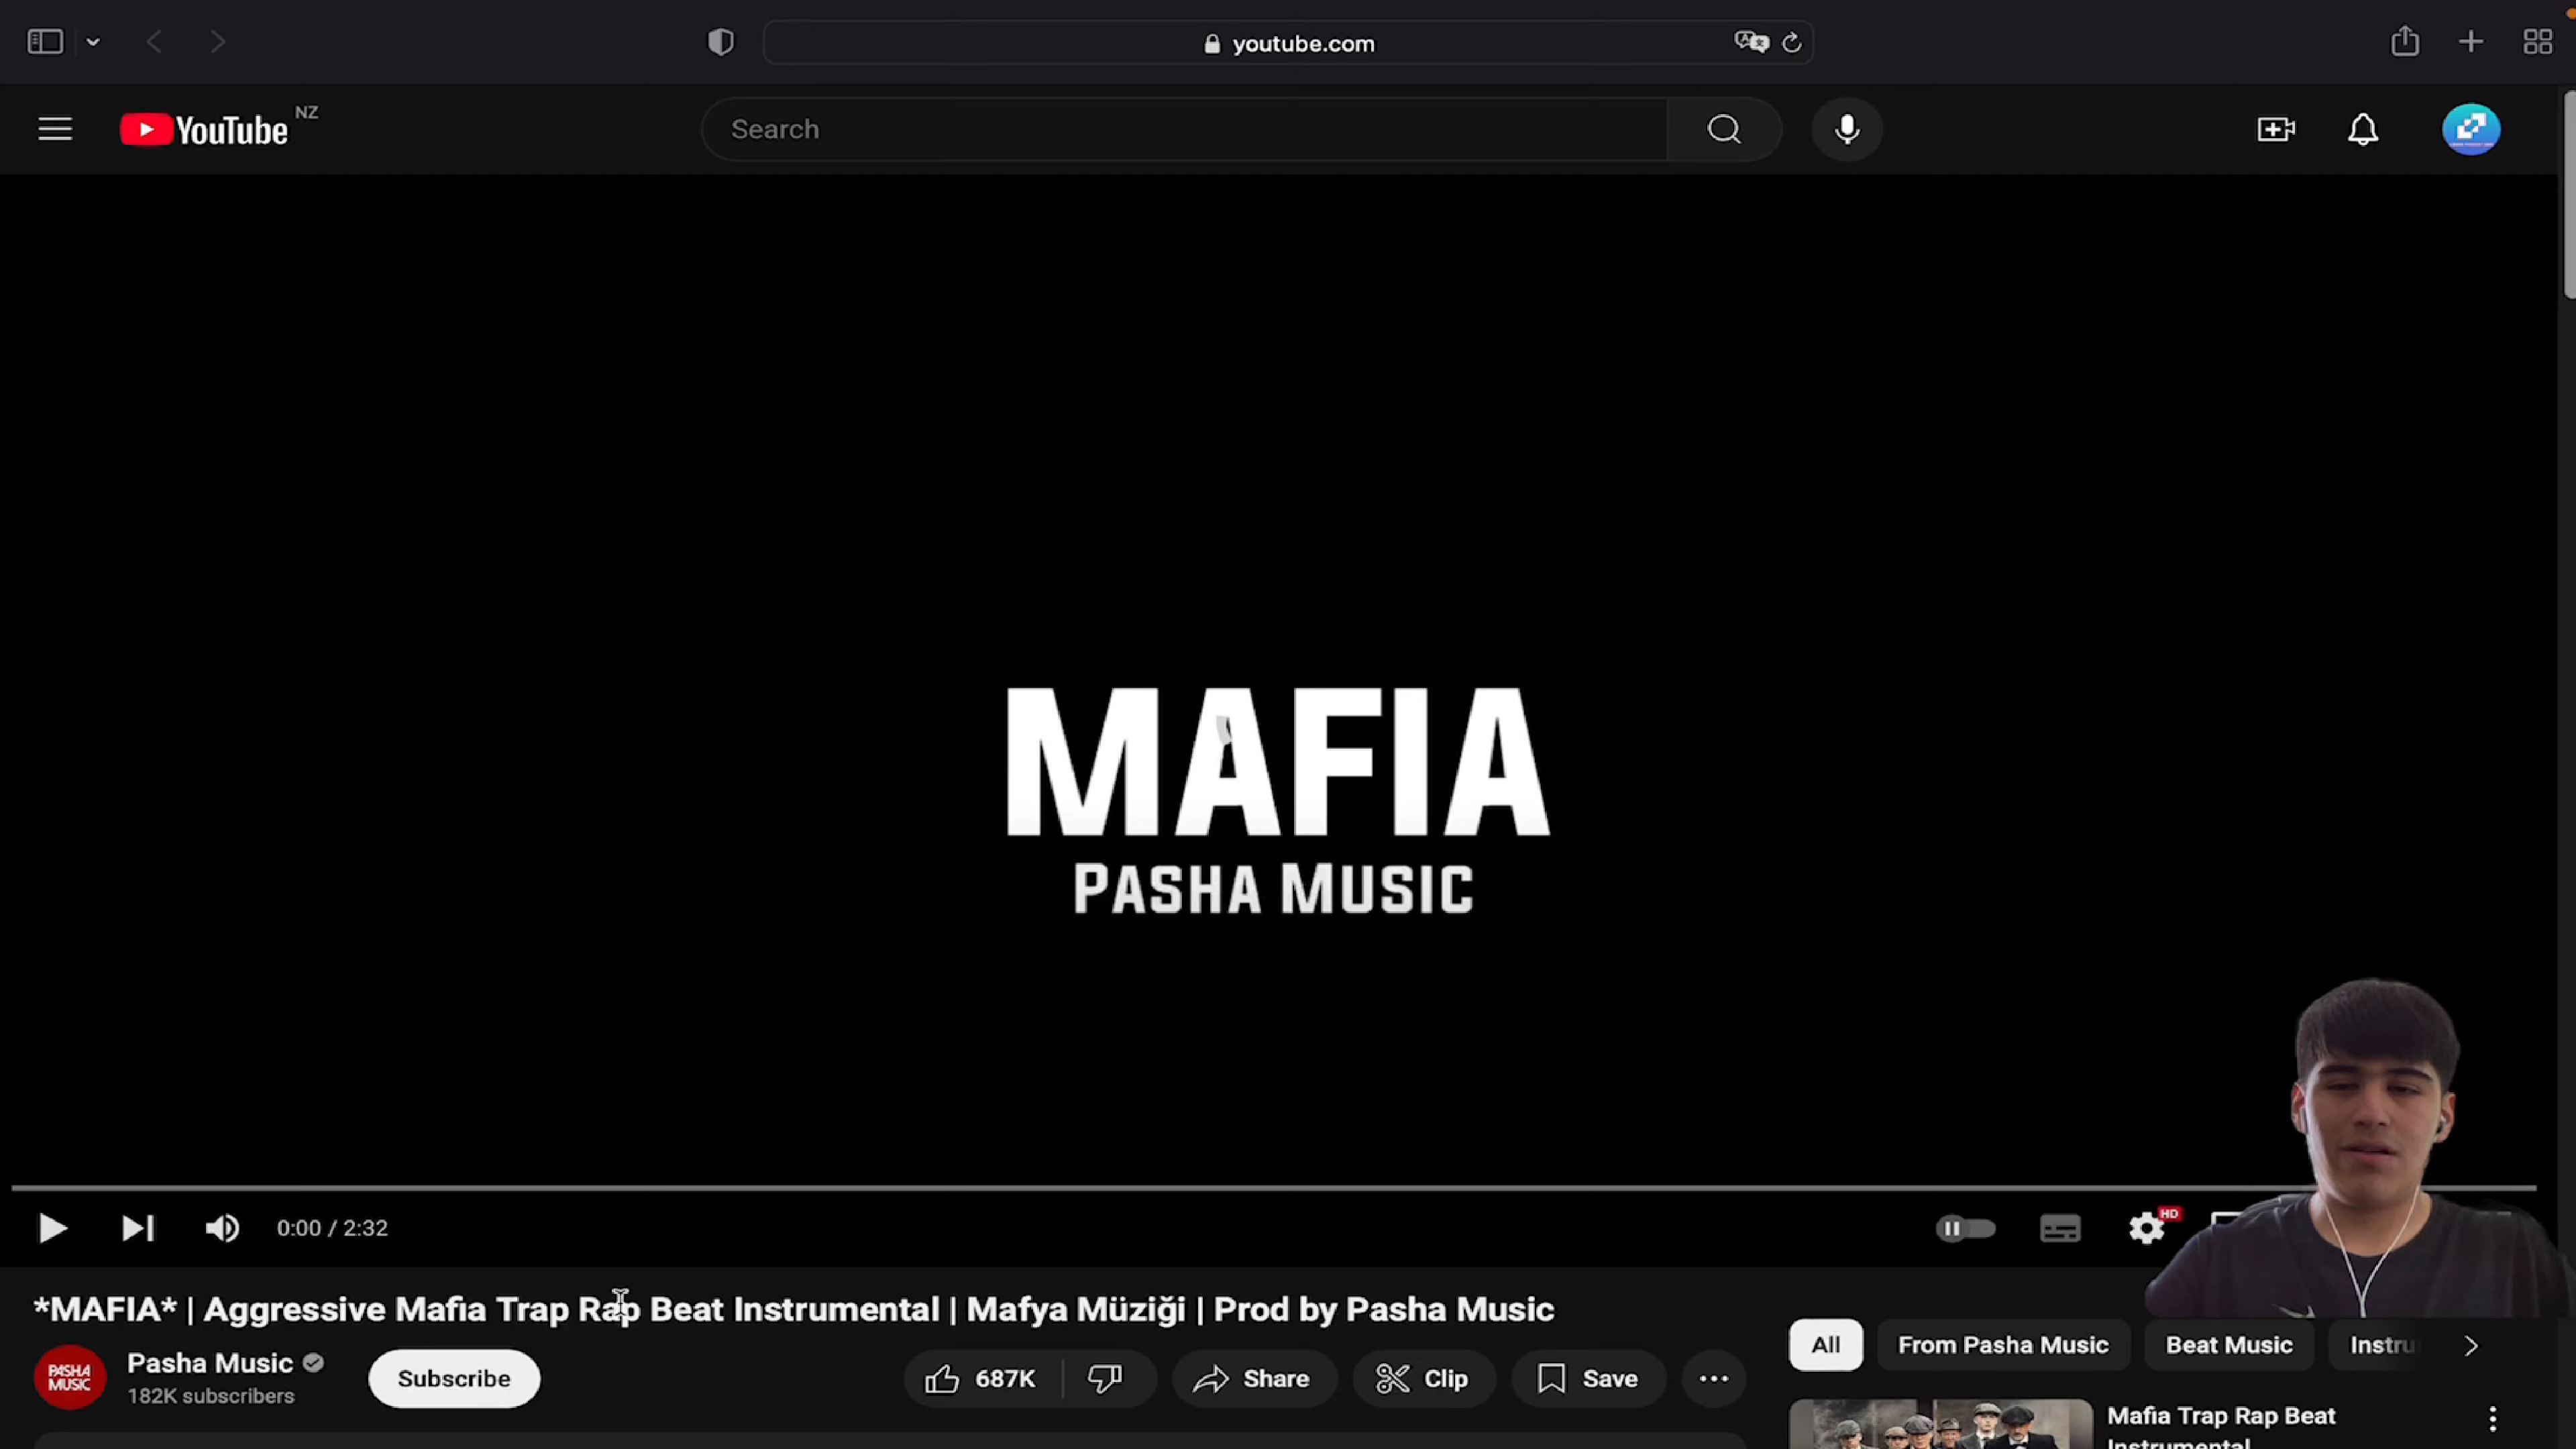 youtube.com
YouTube NZ
Search
MAFIA
PASHA MUSIC
0:00 / 2:32
HD
*MAFIA* | Aggressive Mafia Trap Rap Beat Instrumental | Mafya Müziği | Prod by Pasha Music
PASHA
MUSIC
Pasha Music
182K subscribers
Subscribe
687K
Share
Clip
Save
All
From Pasha Music
Beat Music
Instru
Mafia Trap Rap Beat
Instrumental